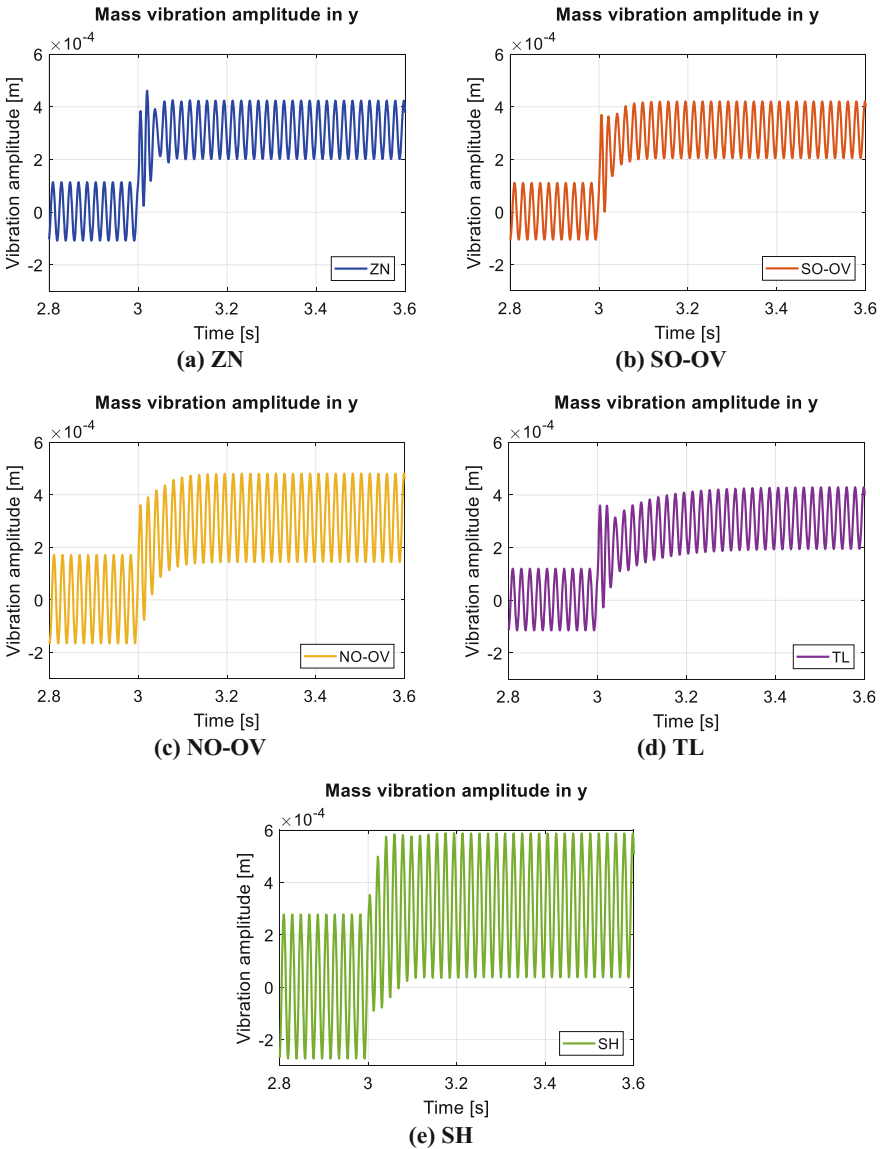 Mass vibration amplitude in y
×10-4
6
4
2
0
-2
Vibration amplitude [m]
ZN
2.8 3 3.2 3.4 3.6
Time [s]
(a) ZN
Mass vibration amplitude in y
×10-4
6
4
2
0
-2
Vibration amplitude [m]
SO-OV
2.8 3 3.2 3.4 3.6
Time [s]
(b) SO-OV
Mass vibration amplitude in y
×10-4
6
4
2
0
-2
Vibration amplitude [m]
NO-OV
2.8 3 3.2 3.4 3.6
Time [s]
(c) NO-OV
Mass vibration amplitude in y
×10-4
6
4
2
0
-2
Vibration amplitude [m]
TL
2.8 3 3.2 3.4 3.6
Time [s]
(d) TL
Mass vibration amplitude in y
×10-4
6
4
2
0
-2
Vibration amplitude [m]
SH
2.8 3 3.2 3.4 3.6
Time [s]
(e) SH